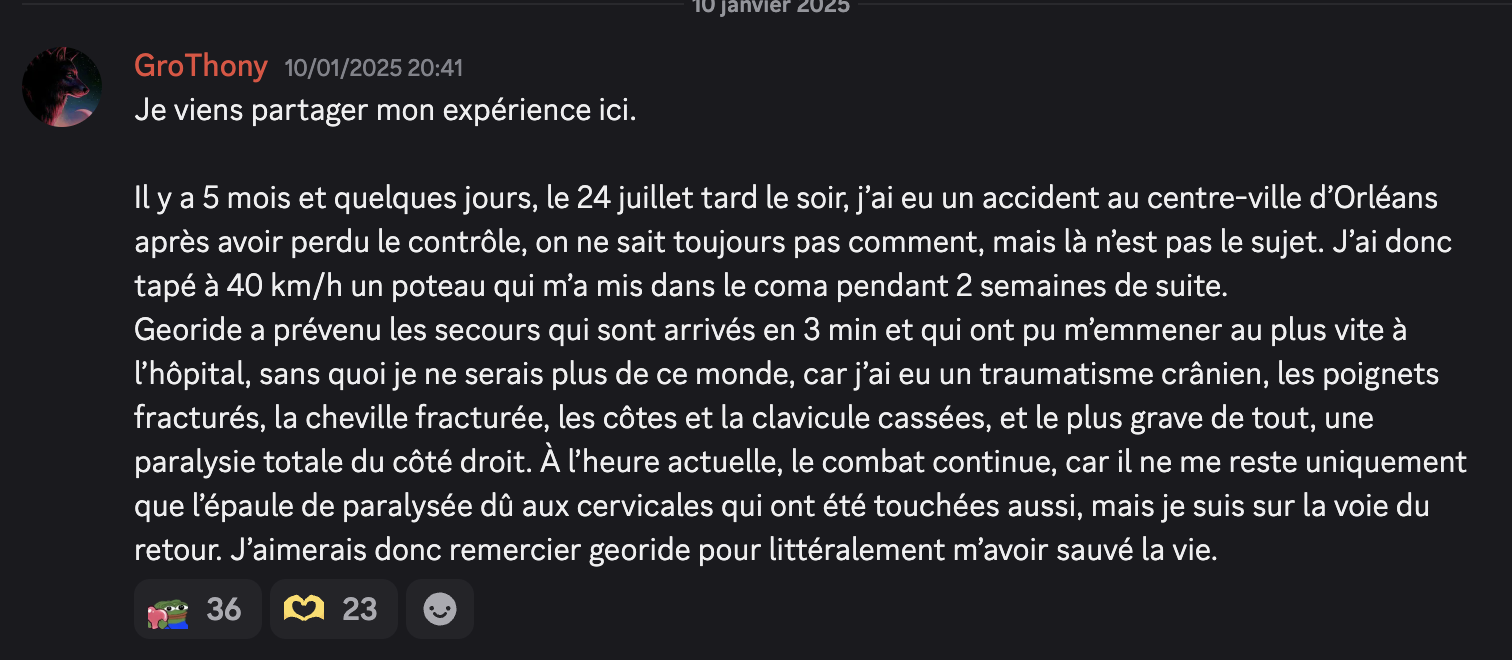 10 janvier 2025
GroThony 10/01/2025 20:41
Je viens partager mon expérience ici.
Il y a 5 mois et quelques jours, le 24 juillet tard le soir, j’ai eu un accident au centre-ville d’Orléans
après avoir perdu le contrôle, on ne sait toujours pas comment, mais là n’est pas le sujet. J’ai donc
tapé à 40 km/h un poteau qui m’a mis dans le coma pendant 2 semaines de suite.
Georide a prévenu les secours qui sont arrivés en 3 min et qui ont pu m’emmener au plus vite à
l’hôpital, sans quoi je ne serais plus de ce monde, car j’ai eu un traumatisme crânien, les poignets
fracturés, la cheville fracturée, les côtes et la clavicule cassées, et le plus grave de tout, une
paralysie totale du côté droit. À l’heure actuelle, le combat continue, car il ne me reste uniquement
que l’épaule de paralysée dû aux cervicales qui ont été touchées aussi, mais je suis sur la voie du
retour. J’aimerais donc remercier georide pour littéralement m’avoir sauvé la vie.
36 23